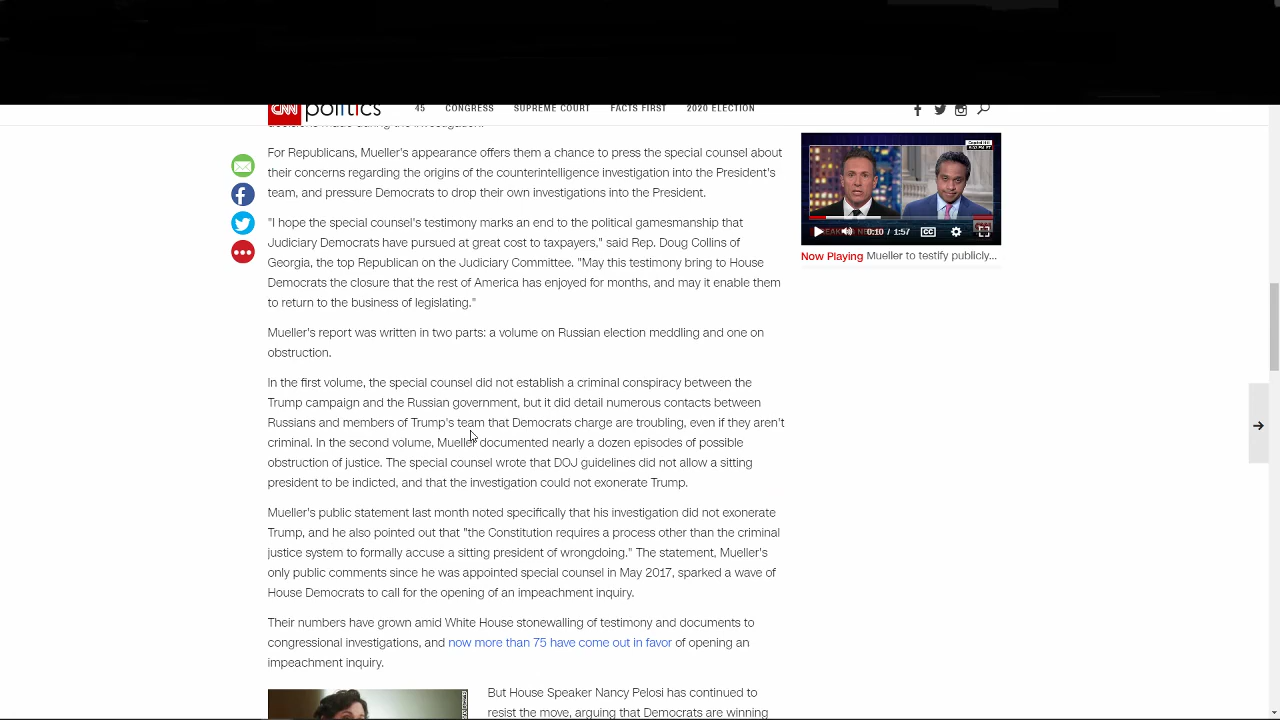 CNN politics 45 CONGRESS SUPREME COURT FACTS FIRST 2020 ELECTION
decisions made during the investigation.
For Republicans, Mueller's appearance offers them a chance to press the special counsel about
their concerns regarding the origins of the counterintelligence investigation into the President's
team, and pressure Democrats to drop their own investigations into the President.
"I hope the special counsel's testimony marks an end to the political gamesmanship that
Judiciary Democrats have pursued at great cost to taxpayers," said Rep. Doug Collins of
Georgia, the top Republican on the Judiciary Committee. "May this testimony bring to House
Democrats the closure that the rest of America has enjoyed for months, and may it enable them
to return to the business of legislating."
Mueller's report was written in two parts: a volume on Russian election meddling and one on
obstruction.
In the first volume, the special counsel did not establish a criminal conspiracy between the
Trump campaign and the Russian government, but it did detail numerous contacts between
Russians and members of Trump's team that Democrats charge are troubling, even if they aren't
criminal. In the second volume, Mueller documented nearly a dozen episodes of possible
obstruction of justice. The special counsel wrote that DOJ guidelines did not allow a sitting
president to be indicted, and that the investigation could not exonerate Trump.
Mueller's public statement last month noted specifically that his investigation did not exonerate
Trump, and he also pointed out that "the Constitution requires a process other than the criminal
justice system to formally accuse a sitting president of wrongdoing." The statement, Mueller's
only public comments since he was appointed special counsel in May 2017, sparked a wave of
House Democrats to call for the opening of an impeachment inquiry.
Their numbers have grown amid White House stonewalling of testimony and documents to
congressional investigations, and now more than 75 have come out in favor of opening an
impeachment inquiry.
But House Speaker Nancy Pelosi has continued to
resist the move, arguing that Democrats are winning
0:10 / 1:57 CC
Now Playing Mueller to testify publicly...